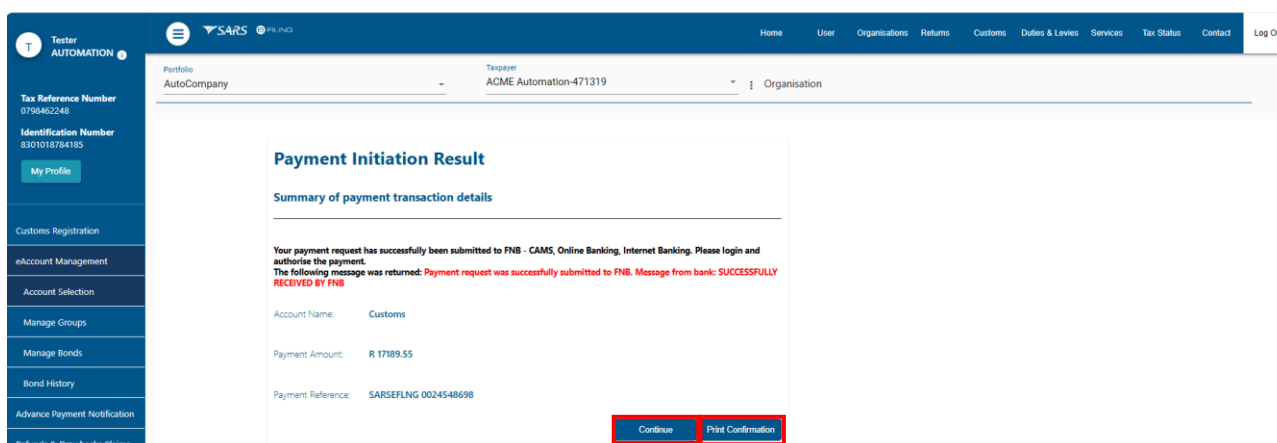 T
Tester
AUTOMATION
SARS eFILING
Home User Organisations Returns Customs Duties & Levies Services Tax Status Contact Log O
Portfolio
AutoCompany
Taxpayer
ACME Automation-471319
Organisation
Tax Reference Number
0798462248
Identification Number
8301018784185
My Profile
Customs Registration
eAccount Management
Account Selection
Manage Groups
Manage Bonds
Bond History
Advance Payment Notification
Payment Initiation Result
Summary of payment transaction details
Your payment request has successfully been submitted to FNB - CAMS, Online Banking, Internet Banking. Please login and
authorise the payment.
The following message was returned: Payment request was successfully submitted to FNB. Message from bank: SUCCESSFULLY
RECEIVED BY FNB
Account Name: Customs
Payment Amount: R 17189.55
Payment Reference: SARSEFLNG 0024548698
Continue Print Confirmation